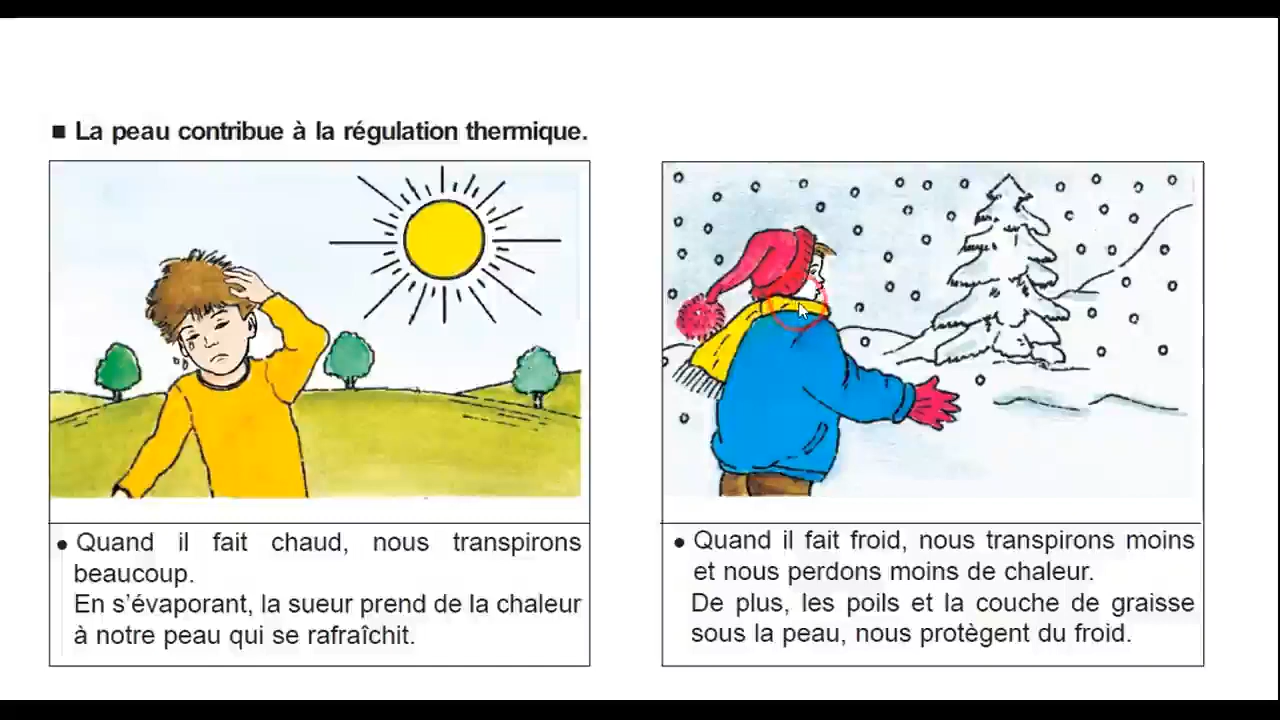 ■ La peau contribue à la régulation thermique.
• Quand il fait chaud, nous transpirons
beaucoup.
En s'évaporant, la sueur prend de la chaleur
à notre peau qui se rafraîchit.
• Quand il fait froid, nous transpirons moins
et nous perdons moins de chaleur.
De plus, les poils et la couche de graisse
sous la peau, nous protègent du froid.